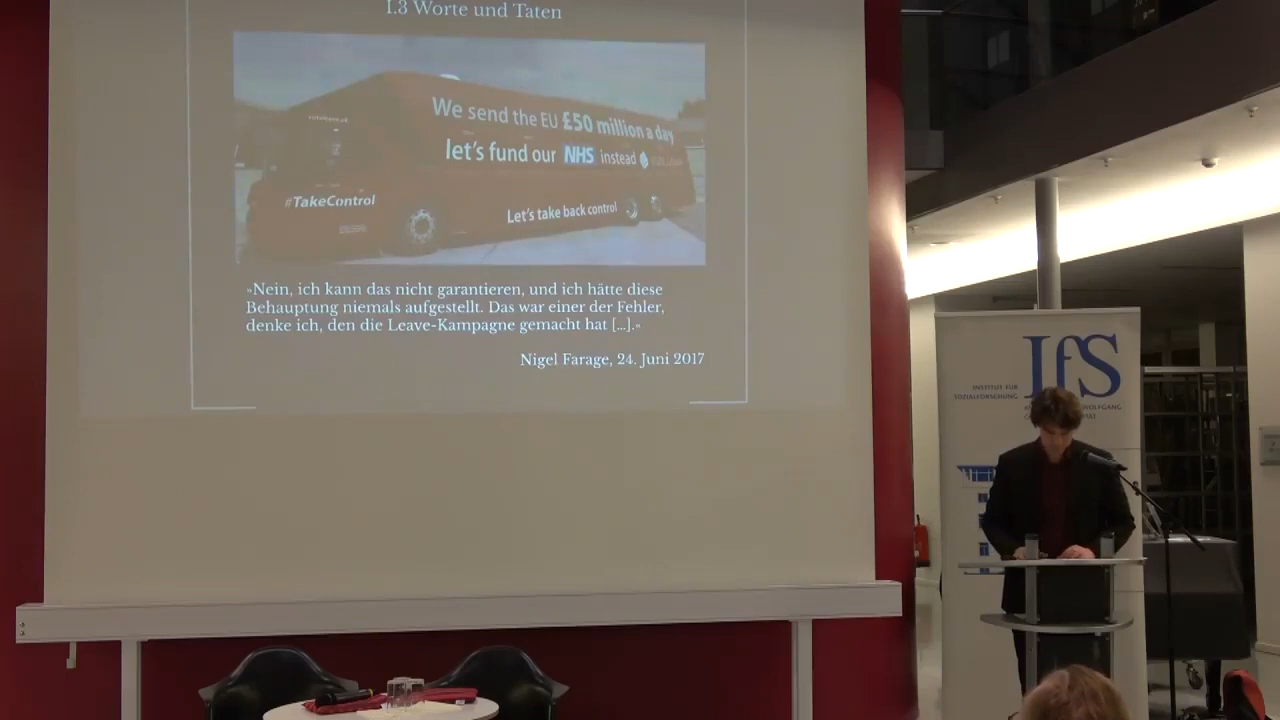 I.3 Worte und Taten
We send the EU £50 million a day
let's fund our NHS instead
#TakeControl
Let's take back control
»Nein, ich kann das nicht garantieren, und ich hätte diese
Behauptung niemals aufgestellt. Das war einer der Fehler,
denke ich, den die Leave-Kampagne gemacht hat [...].«
Nigel Farage, 24. Juni 2017
IfS
INSTITUT FÜR
SOZIALFORSCHUNG